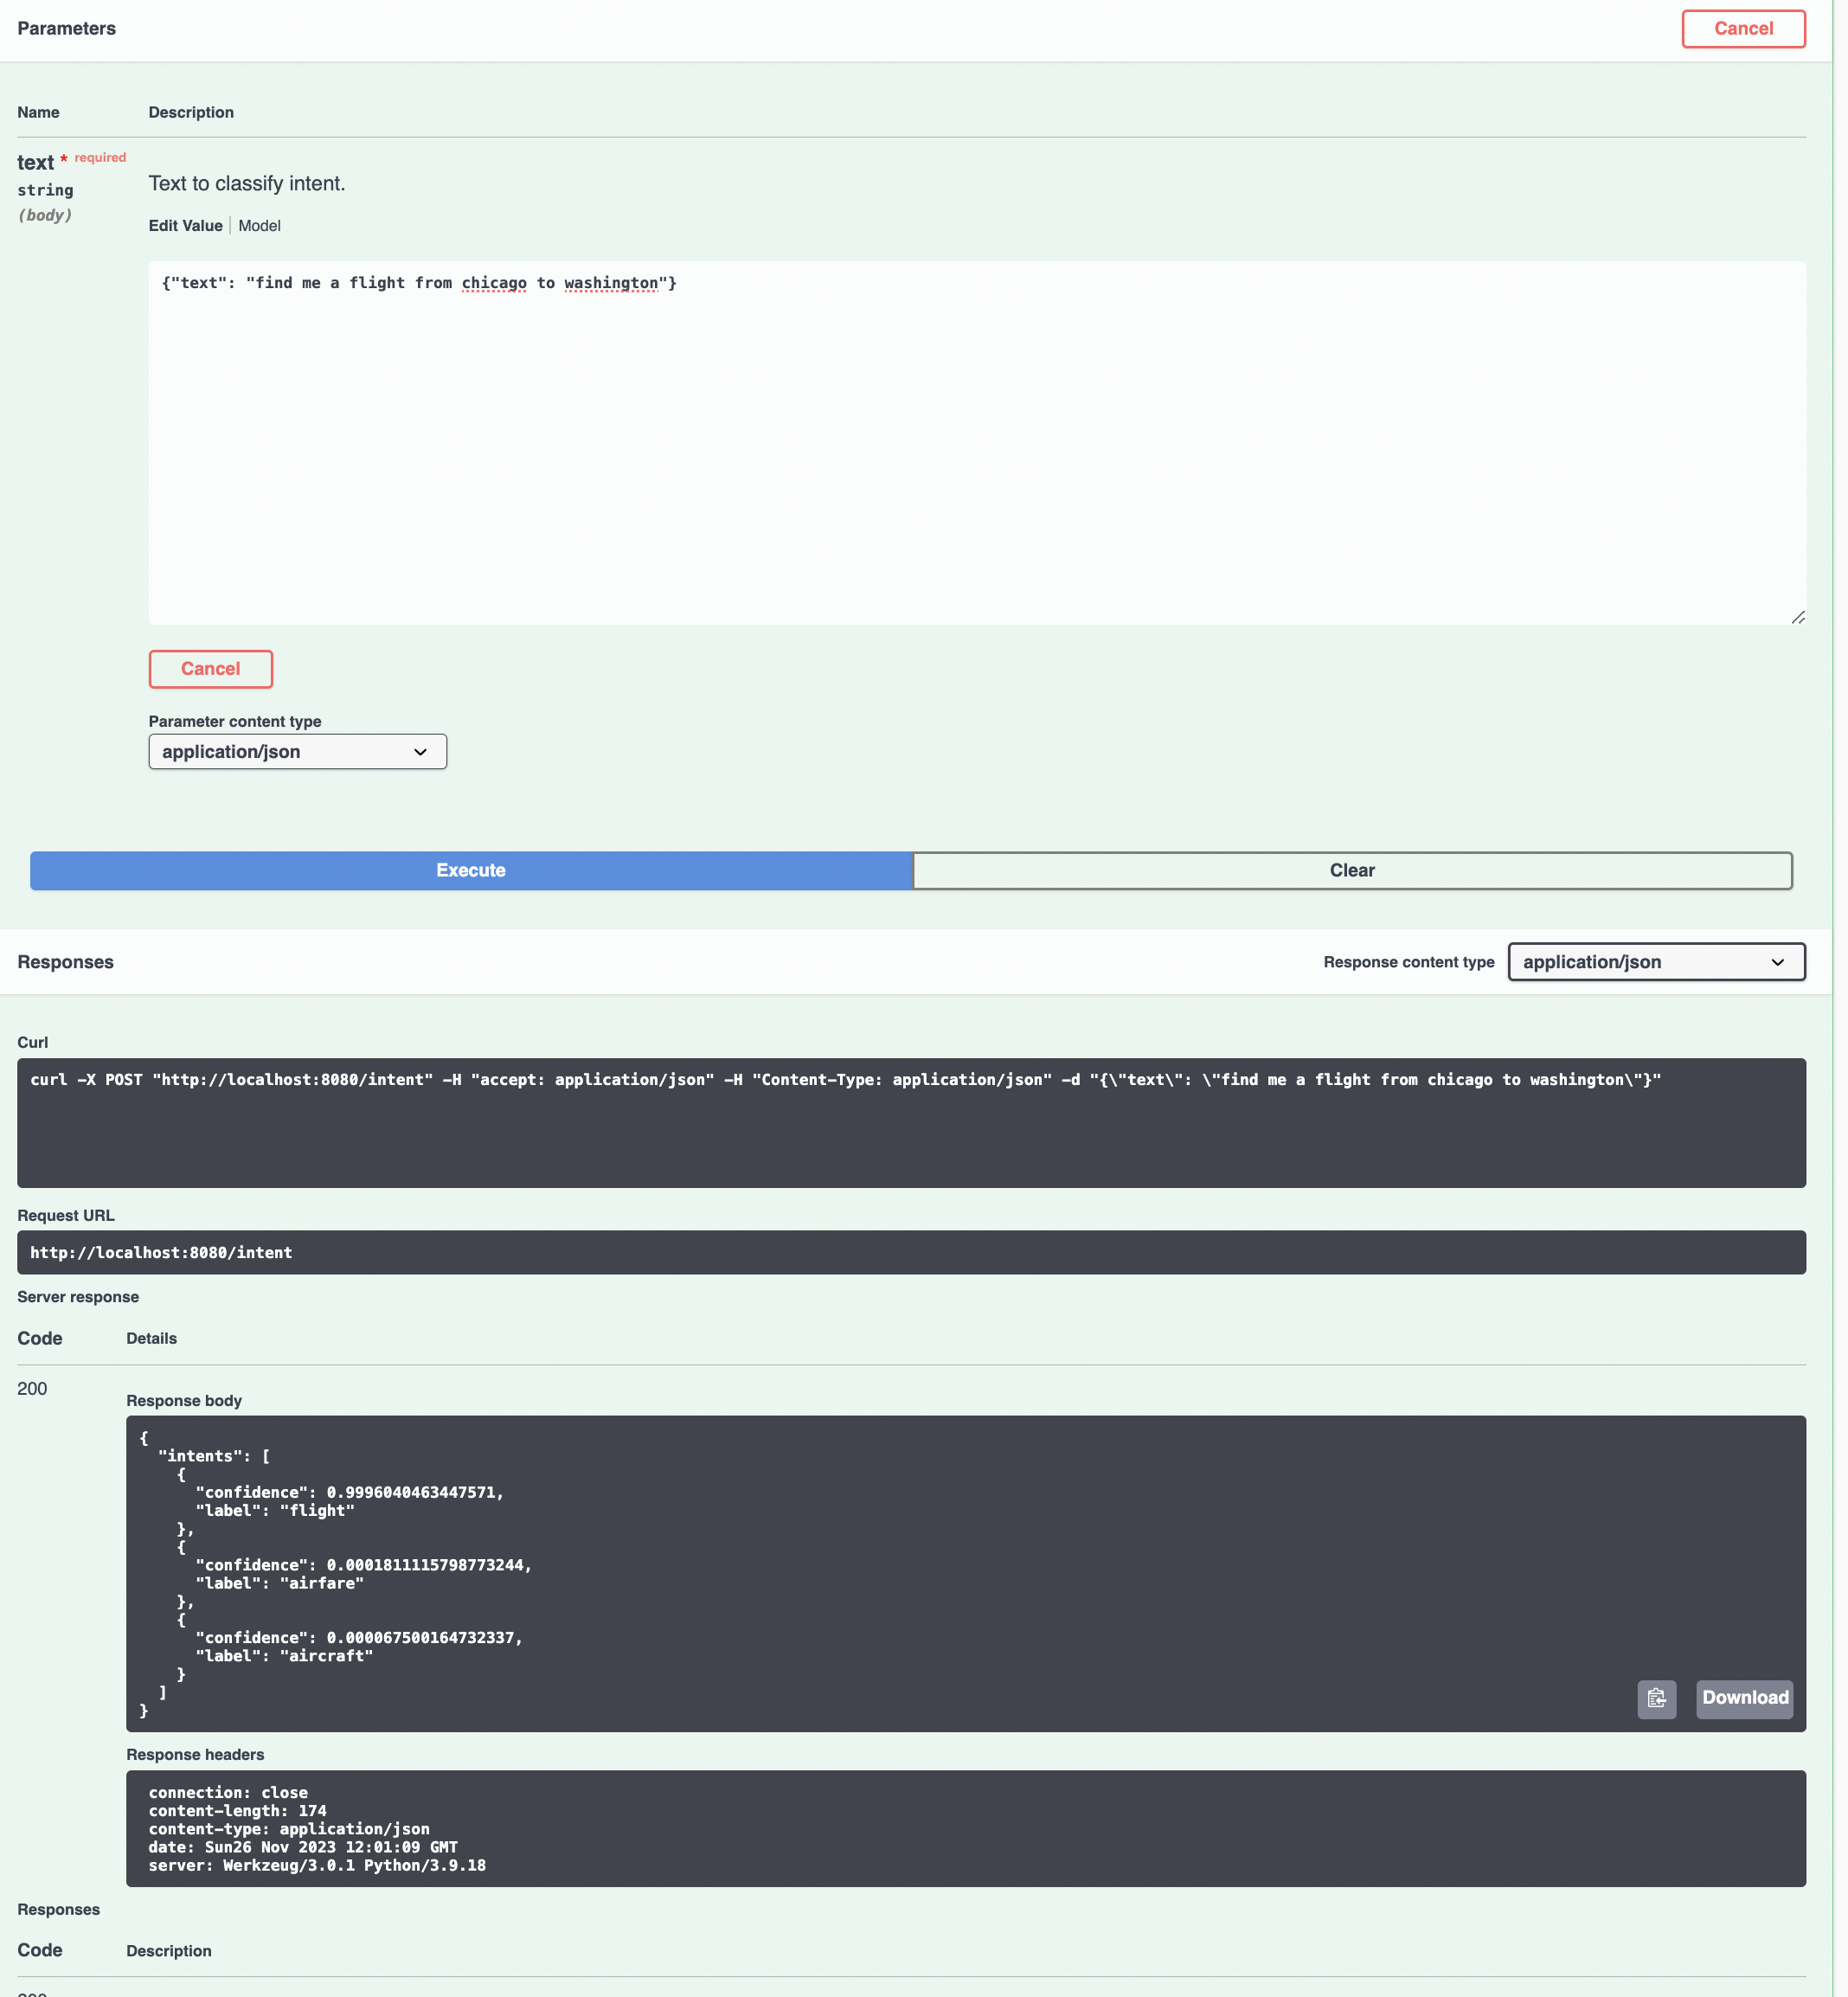 Parameters
Cancel
Name Description
text * required
string
(body)
Text to classify intent.
Edit Value Model
{"text": "find me a flight from chicago to washington"}
Cancel
Parameter content type
application/json
Execute Clear
Responses Response content type application/json
Curl
curl -X POST "http://localhost:8080/intent" -H "accept: application/json" -H "Content-Type: application/json" -d "{\"text\": \"find me a flight from chicago to washington\"}"
Request URL
http://localhost:8080/intent
Server response
Code Details
200
Response body
{
  "intents": [
    {
      "confidence": 0.9996040463447571,
      "label": "flight"
    },
    {
      "confidence": 0.0001811115798773244,
      "label": "airfare"
    },
    {
      "confidence": 0.000067500164732337,
      "label": "aircraft"
    }
  ]
}
Download
Response headers
connection: close
content-length: 174
content-type: application/json
date: Sun26 Nov 2023 12:01:09 GMT
server: Werkzeug/3.0.1 Python/3.9.18
Responses
Code Description